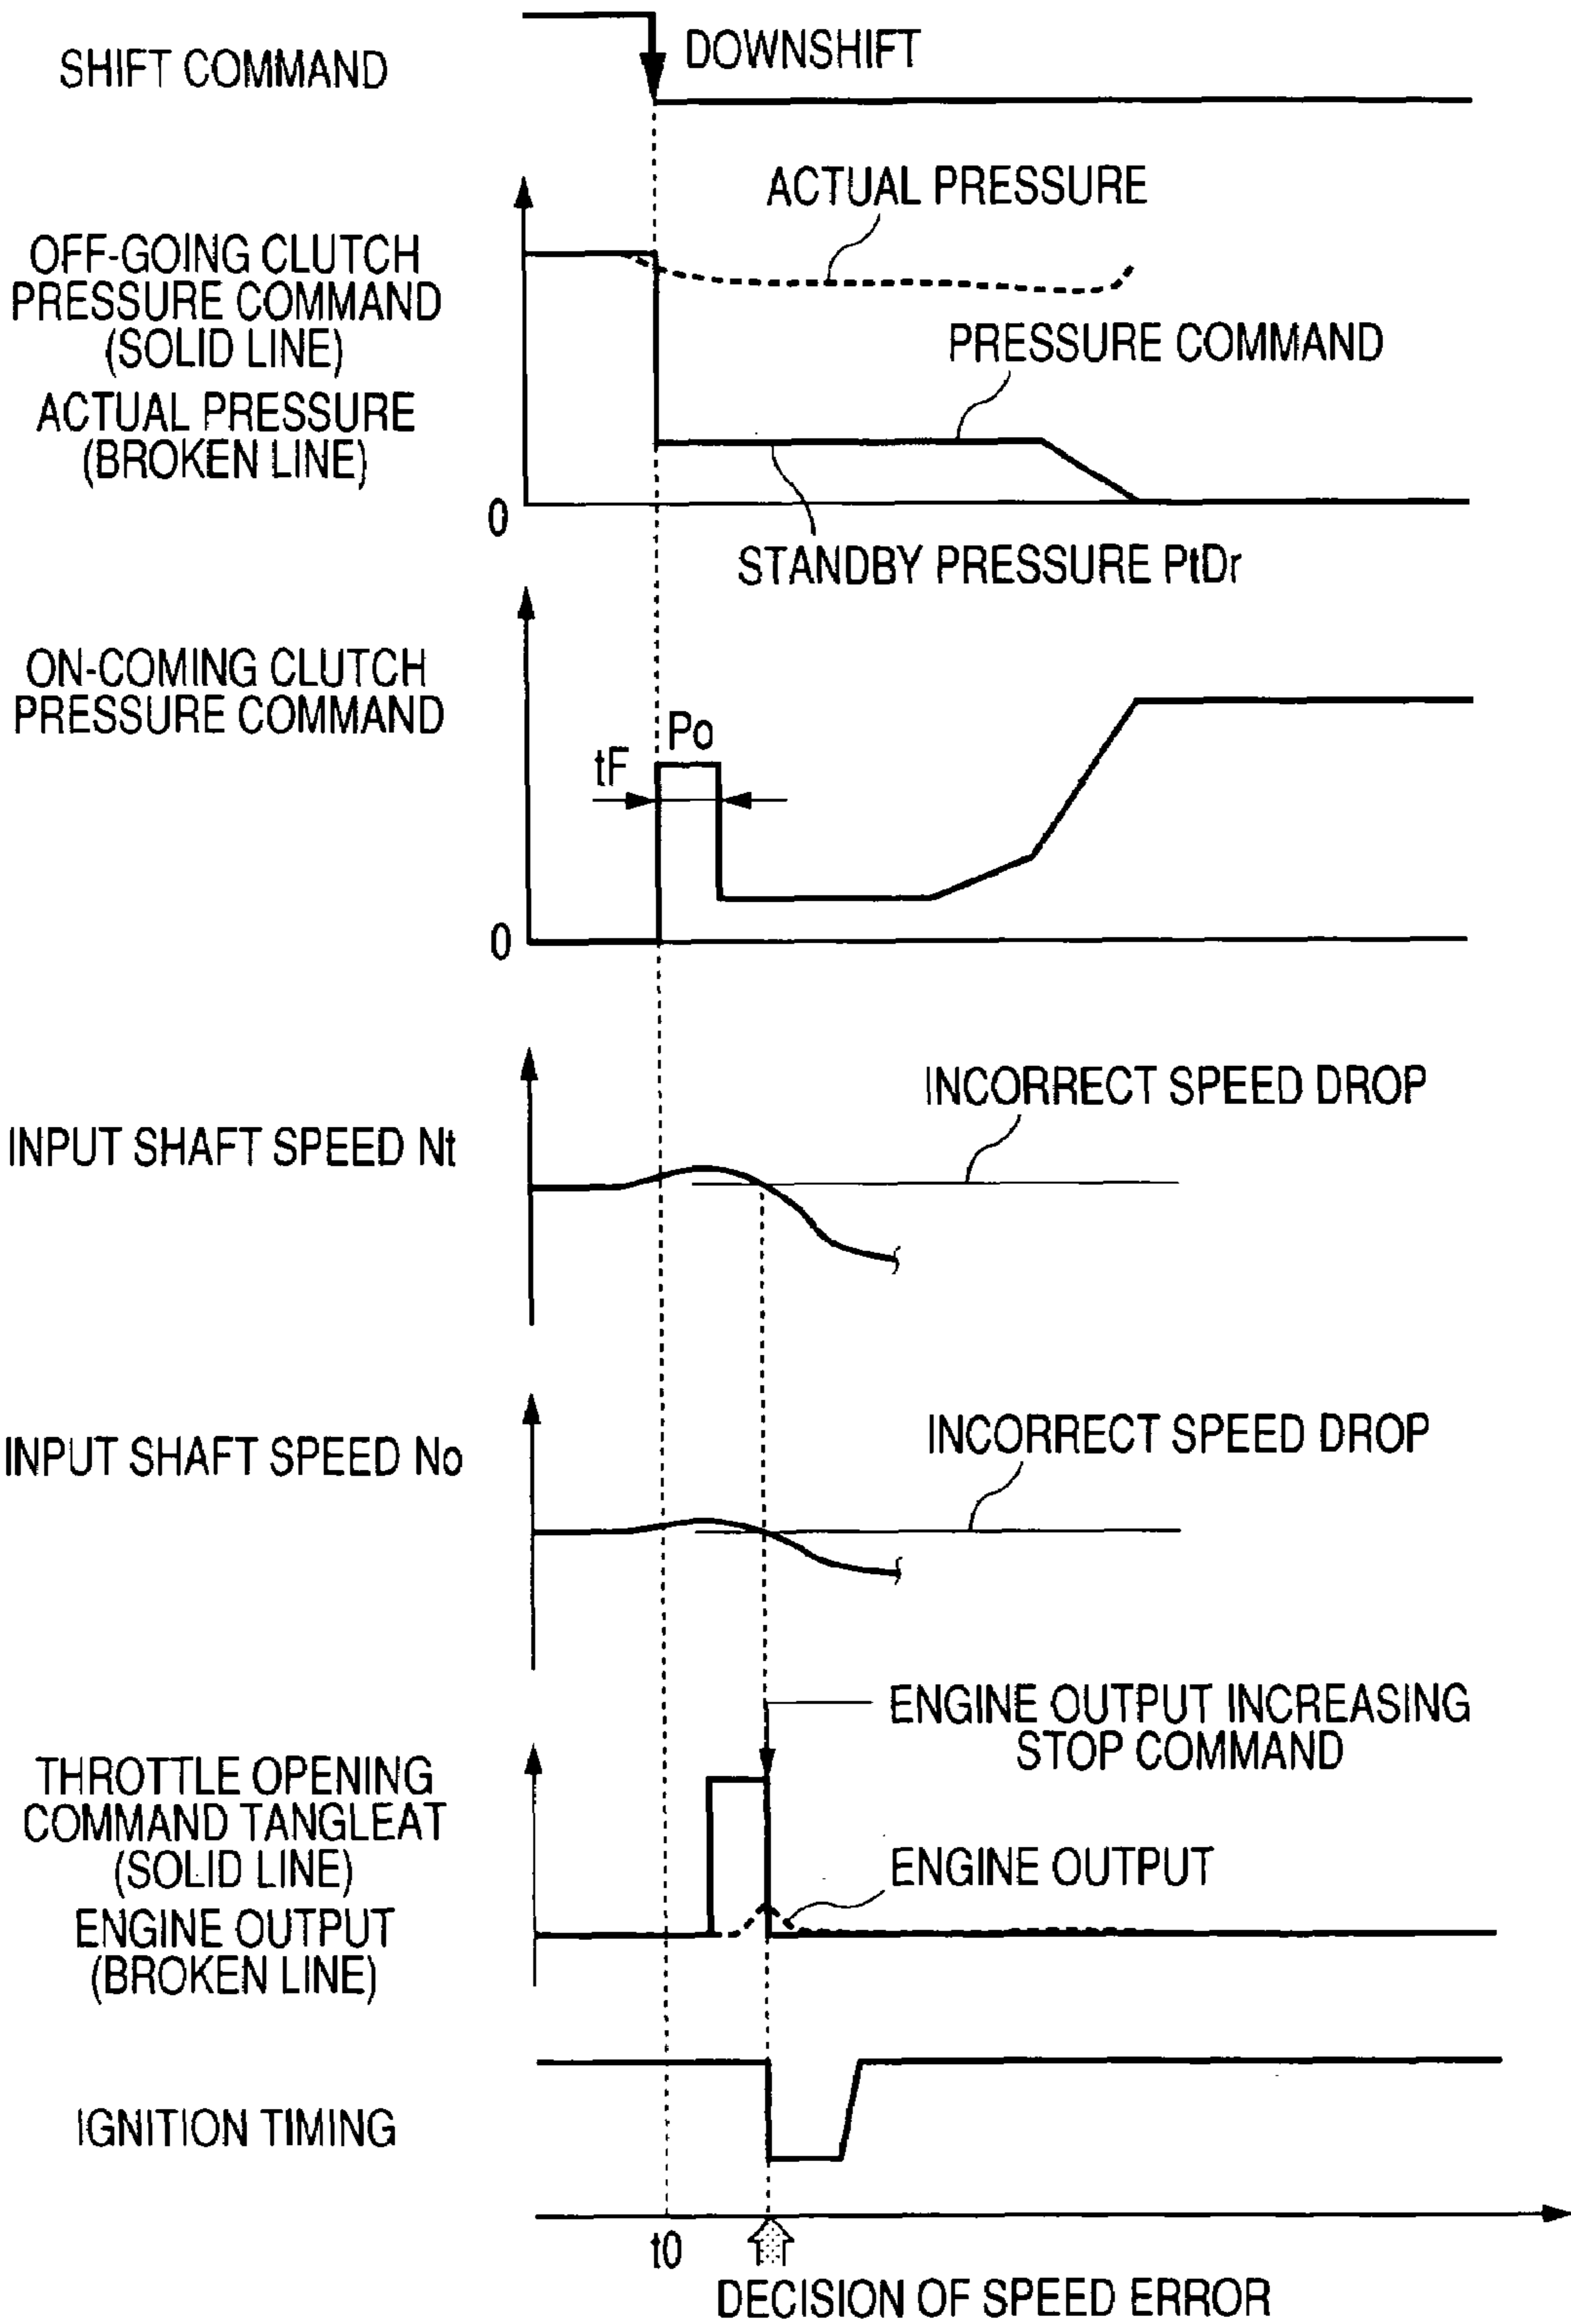 SHIFT COMMAND
DOWNSHIFT
ACTUAL PRESSURE
OFF-GOING CLUTCH
PRESSURE COMMAND
(SOLID LINE)
ACTUAL PRESSURE
(BROKEN LINE)
PRESSURE COMMAND
0
STANDBY PRESSURE PtDr
ON-COMING CLUTCH
PRESSURE COMMAND
Po
tF
0
INCORRECT SPEED DROP
INPUT SHAFT SPEED Nt
INCORRECT SPEED DROP
INPUT SHAFT SPEED No
ENGINE OUTPUT INCREASING
STOP COMMAND
THROTTLE OPENING
COMMAND TANGLEAT
(SOLID LINE)
ENGINE OUTPUT
(BROKEN LINE)
ENGINE OUTPUT
IGNITION TIMING
t0
DECISION OF SPEED ERROR